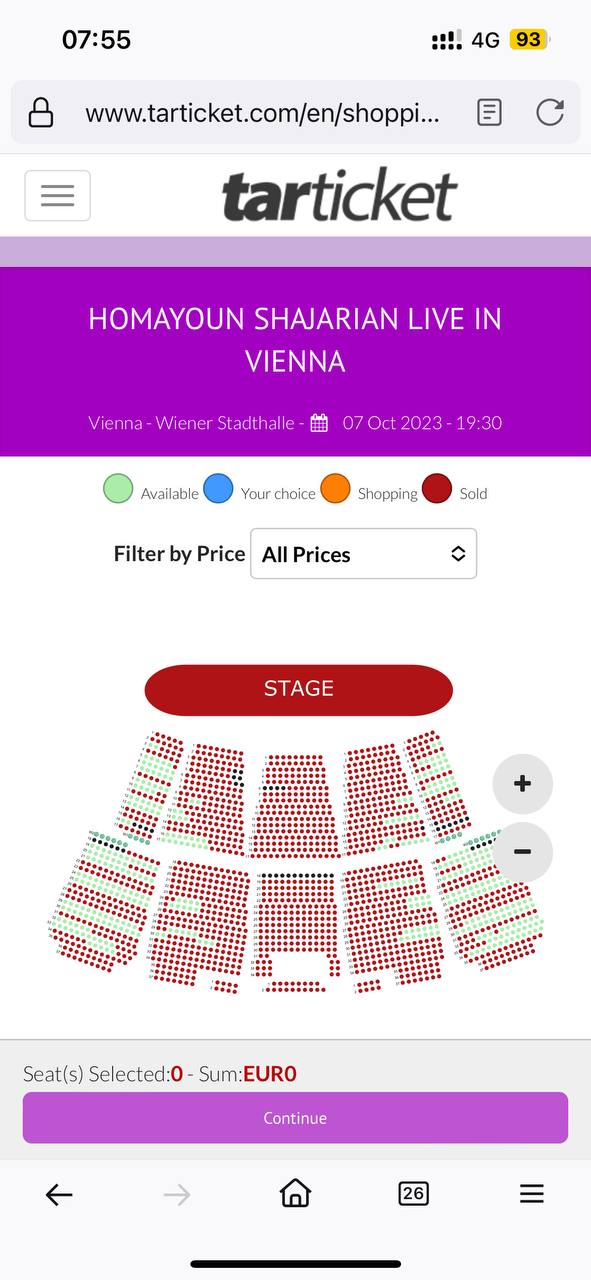 07:55
4G 93
www.tarticket.com/en/shoppi...
tarticket
HOMAYOUN SHAJARIAN LIVE IN
VIENNA
Vienna - Wiener Stadthalle - 07 Oct 2023 - 19:30
Available Your choice Shopping Sold
Filter by Price All Prices
STAGE
+
−
Seat(s) Selected:0 - Sum:EUR0
Continue
26